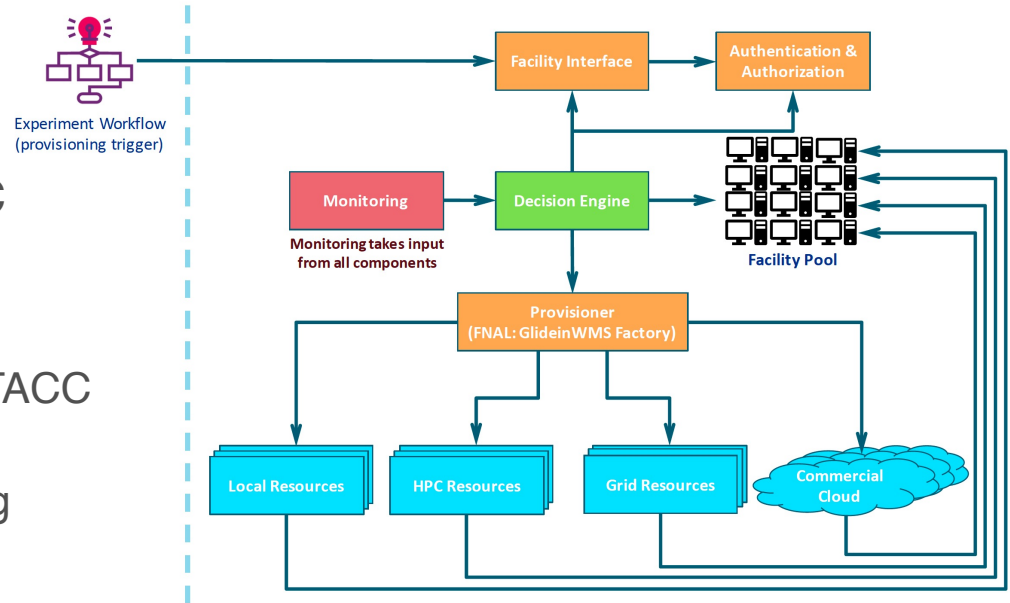 Experiment Workflow
(provisioning trigger)
C
TACC
g
Facility Interface
Authentication &
Authorization
Monitoring
Decision Engine
Monitoring takes input
from all components
Facility Pool
Provisioner
(FNAL: GlideinWMS Factory)
Local Resources
HPC Resources
Grid Resources
Commercial
Cloud